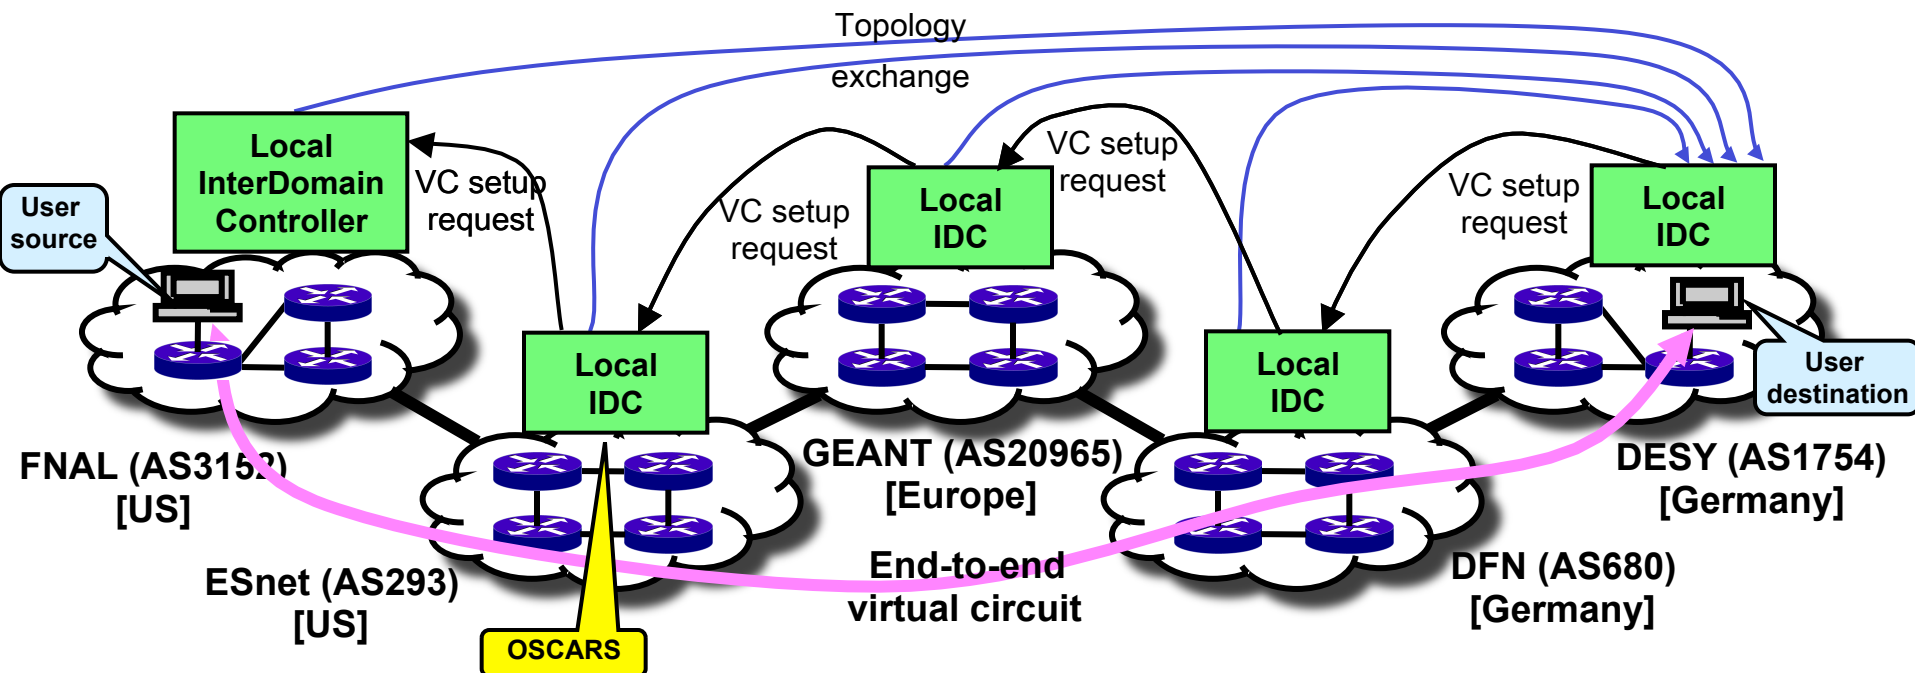 Topology
exchange
Local
InterDomain
Controller
VC setup
request
User
source
VC setup
request
Local
IDC
VC setup
request
VC setup
request
Local
IDC
Local
IDC
Local
IDC
User
destination
FNAL (AS3152)
[US]
GEANT (AS20965)
[Europe]
DESY (AS1754)
[Germany]
ESnet (AS293)
[US]
End-to-end
virtual circuit
DFN (AS680)
[Germany]
OSCARS